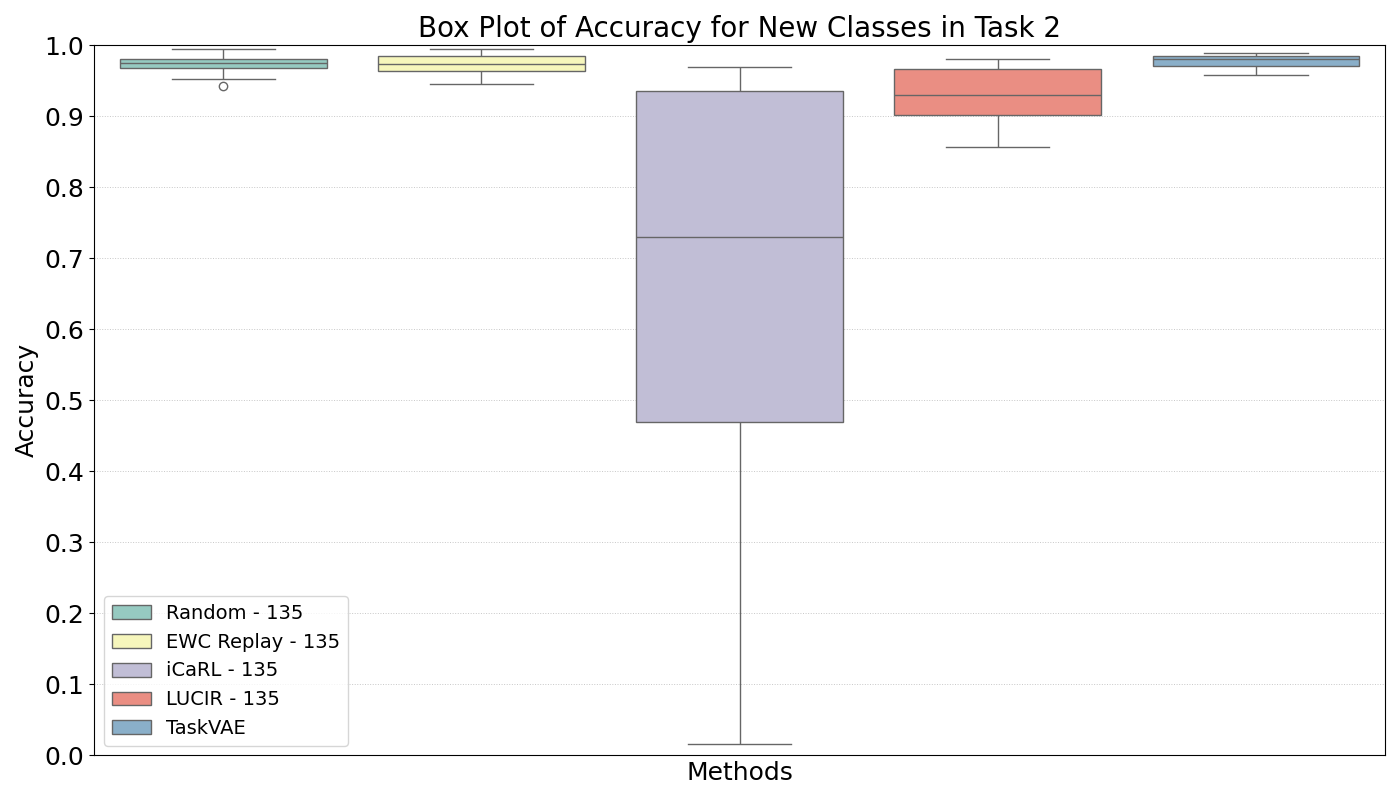 Box Plot of Accuracy for New Classes in Task 2
1.0
0.9
0.8
0.7
0.6
0.5
0.4
0.3
0.2
0.1
0.0
Accuracy
Random - 135
EWC Replay - 135
iCaRL - 135
LUCIR - 135
TaskVAE
Methods